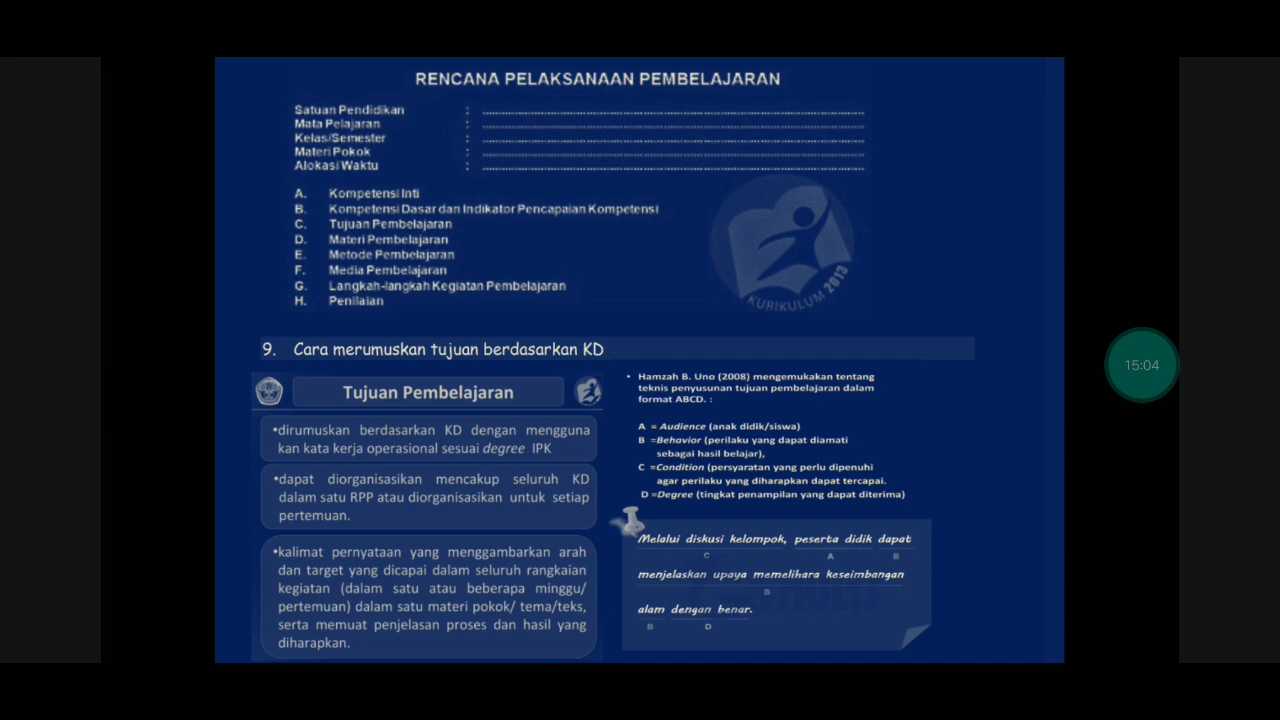 RENCANA PELAKSANAAN PEMBELAJARAN
Satuan Pendidikan : ........................................
Mata Pelajaran : ........................................
Kelas/Semester : ........................................
Materi Pokok : ........................................
Alokasi Waktu : ........................................
A. Kompetensi Inti
B. Kompetensi Dasar dan Indikator Pencapaian Kompetensi
C. Tujuan Pembelajaran
D. Materi Pembelajaran
E. Metode Pembelajaran
F. Media Pembelajaran
G. Langkah-langkah Kegiatan Pembelajaran
H. Penilaian
KURIKULUM 2013
9. Cara merumuskan tujuan berdasarkan KD
Tujuan Pembelajaran
•dirumuskan berdasarkan KD dengan mengguna
kan kata kerja operasional sesuai degree IPK
•dapat diorganisasikan mencakup seluruh KD
dalam satu RPP atau diorganisasikan untuk setiap
pertemuan.
•kalimat pernyataan yang menggambarkan arah
dan target yang dicapai dalam seluruh rangkaian
kegiatan (dalam satu atau beberapa minggu/
pertemuan) dalam satu materi pokok/ tema/teks,
serta memuat penjelasan proses dan hasil yang
diharapkan.
• Hamzah B. Uno (2008) mengemukakan tentang
teknis penyusunan tujuan pembelajaran dalam
format ABCD. :
A = Audience (anak didik/siswa)
B =Behavior (perilaku yang dapat diamati
sebagai hasil belajar),
C =Condition (persyaratan yang perlu dipenuhi
agar perilaku yang diharapkan dapat tercapai.
D =Degree (tingkat penampilan yang dapat diterima)
Melalui diskusi kelompok, peserta didik dapat
C A B
menjelaskan upaya memelihara keseimbangan
B
alam dengan benar.
B D
15:04